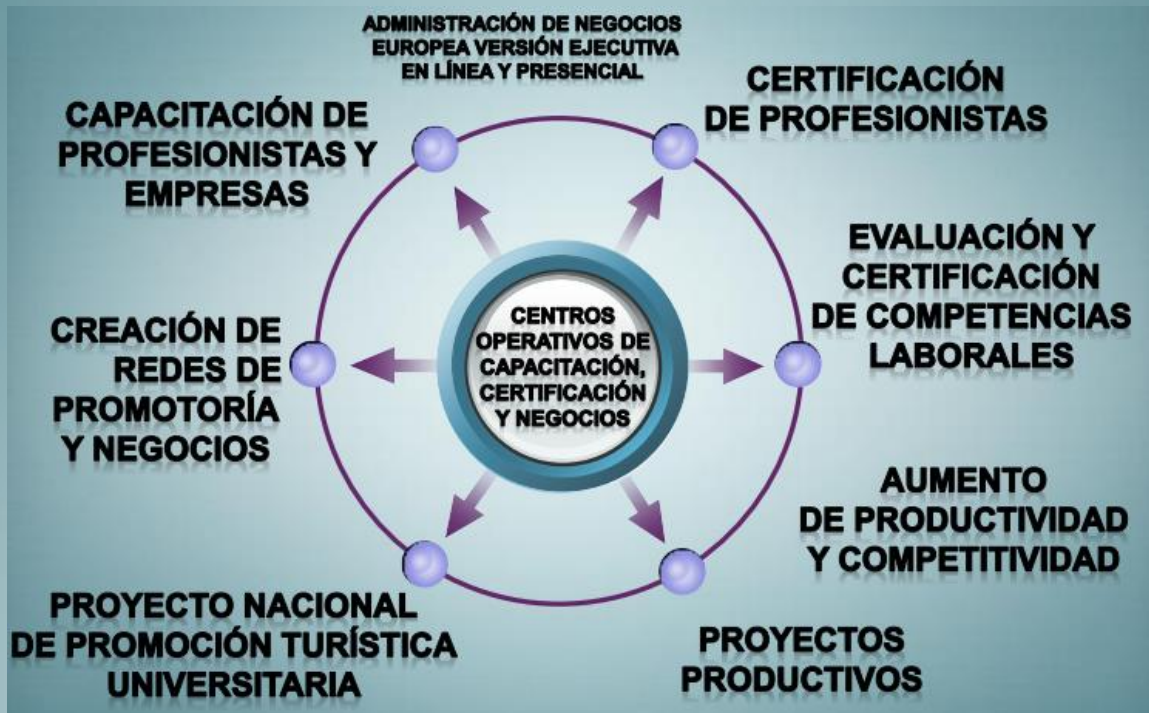 ADMINISTRACIÓN DE NEGOCIOS
EUROPEA VERSIÓN EJECUTIVA
EN LÍNEA Y PRESENCIAL
CERTIFICACIÓN
DE PROFESIONISTAS
EVALUACIÓN Y
CERTIFICACIÓN
DE COMPETENCIAS
LABORALES
AUMENTO
DE PRODUCTIVIDAD
Y COMPETITIVIDAD
PROYECTOS
PRODUCTIVOS
PROYECTO NACIONAL
DE PROMOCIÓN TURÍSTICA
UNIVERSITARIA
CREACIÓN DE
REDES DE
PROMOTORÍA
Y NEGOCIOS
CAPACITACIÓN DE
PROFESIONISTAS Y
EMPRESAS
CENTROS
OPERATIVOS DE
CAPACITACIÓN,
CERTIFICACIÓN
Y NEGOCIOS